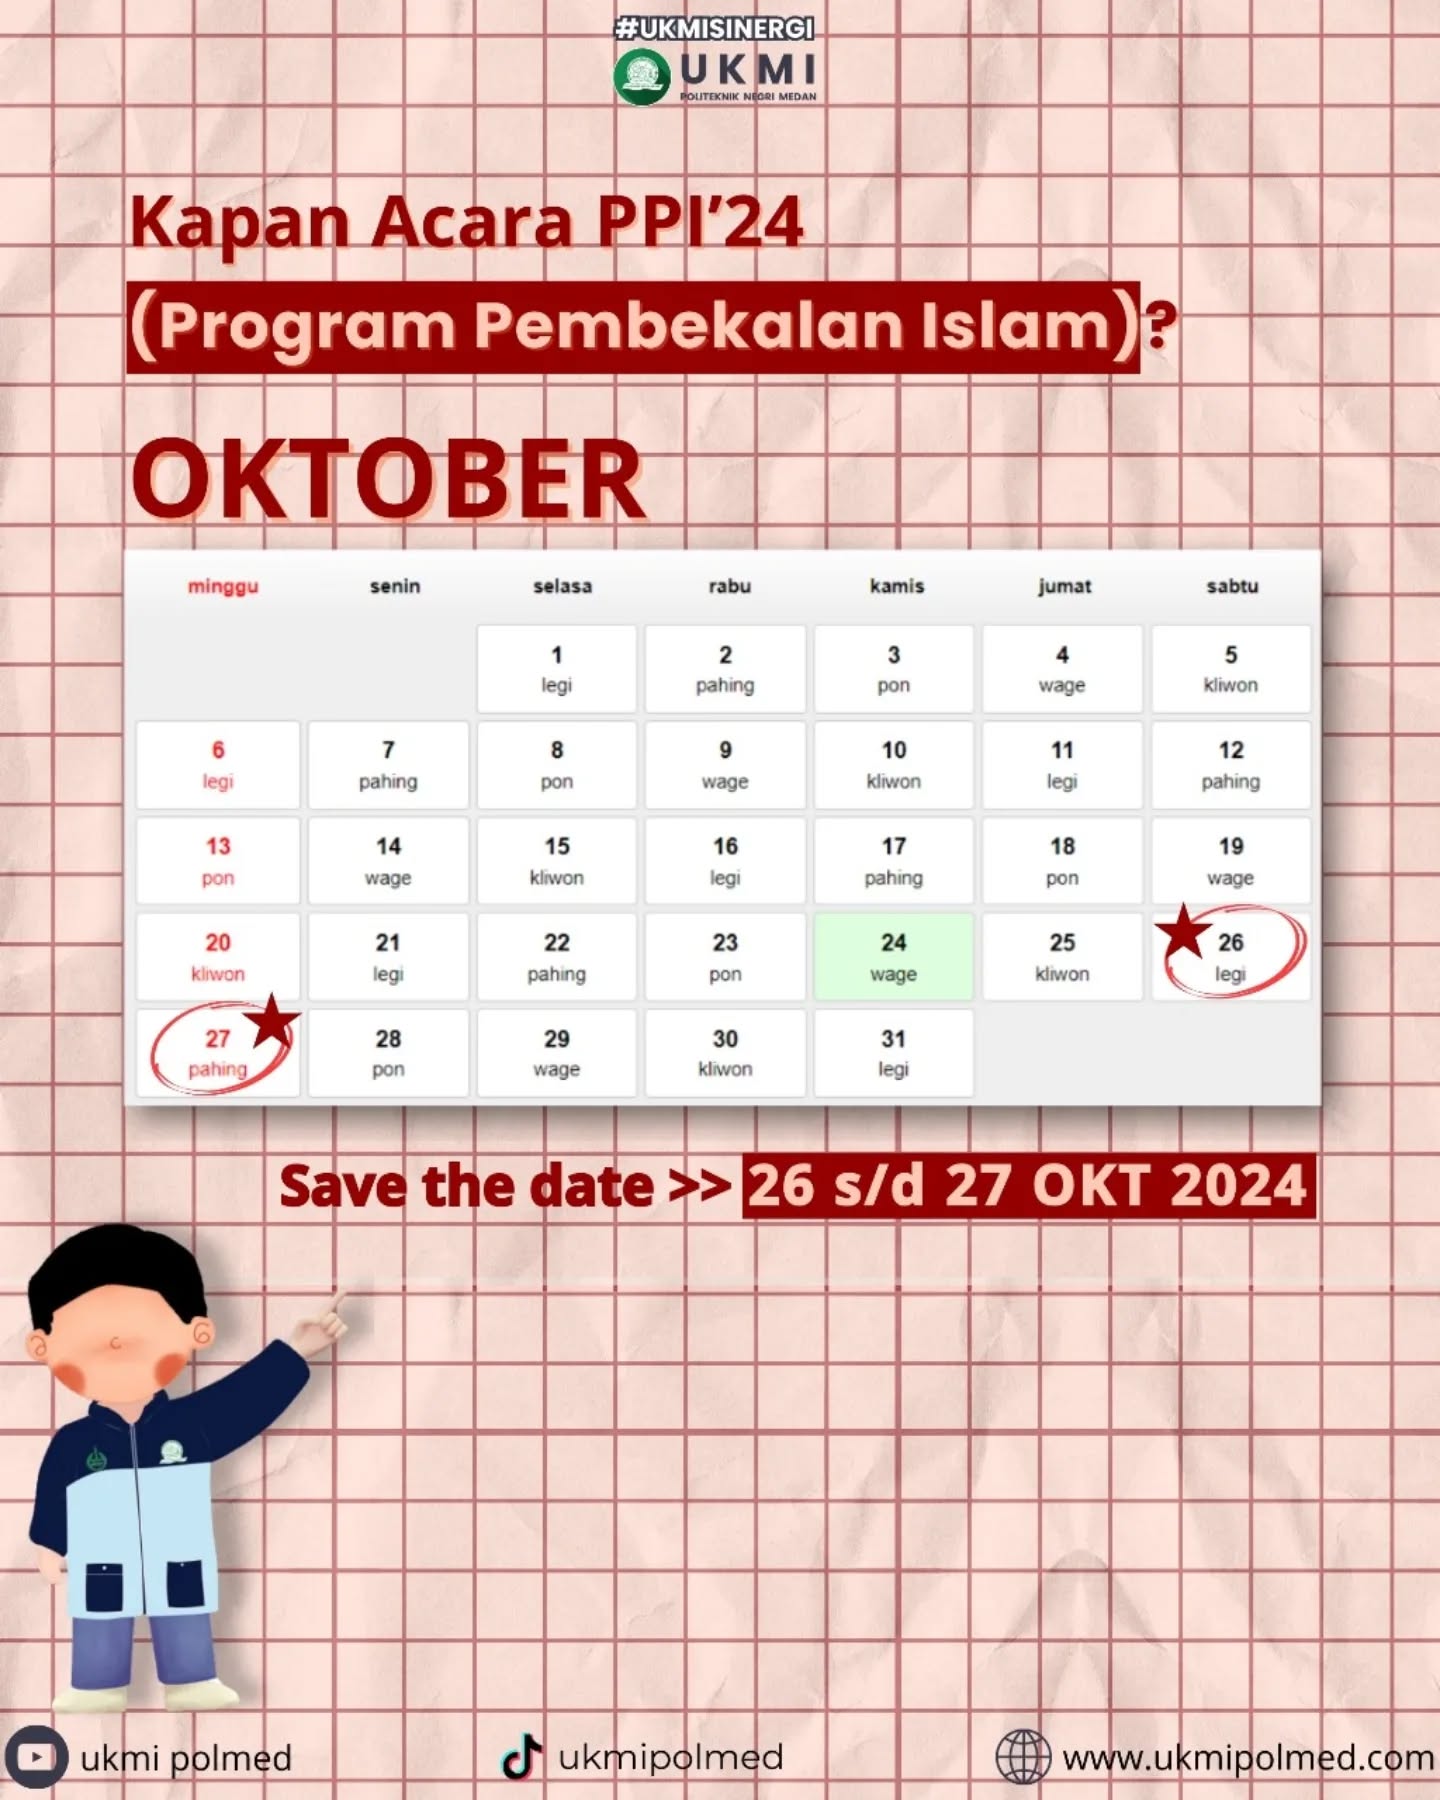 #UKMISINERGI
UKMI
POLITEKNIK NEGRI MEDAN
Kapan Acara PPI'24
(Program Pembekalan Islam)?
OKTOBER
minggu senin selasa rabu kamis jumat sabtu
1 2 3 4 5
legi pahing pon wage kliwon
6 7 8 9 10 11 12
legi pahing pon wage kliwon legi pahing
13 14 15 16 17 18 19
pon wage kliwon legi pahing pon wage
20 21 22 23 24 25 26
kliwon legi pahing pon wage kliwon legi
27 28 29 30 31
pahing pon wage kliwon legi
Save the date >> 26 s/d 27 OKT 2024
ukmi polmed
ukmipolmed
www.ukmipolmed.com